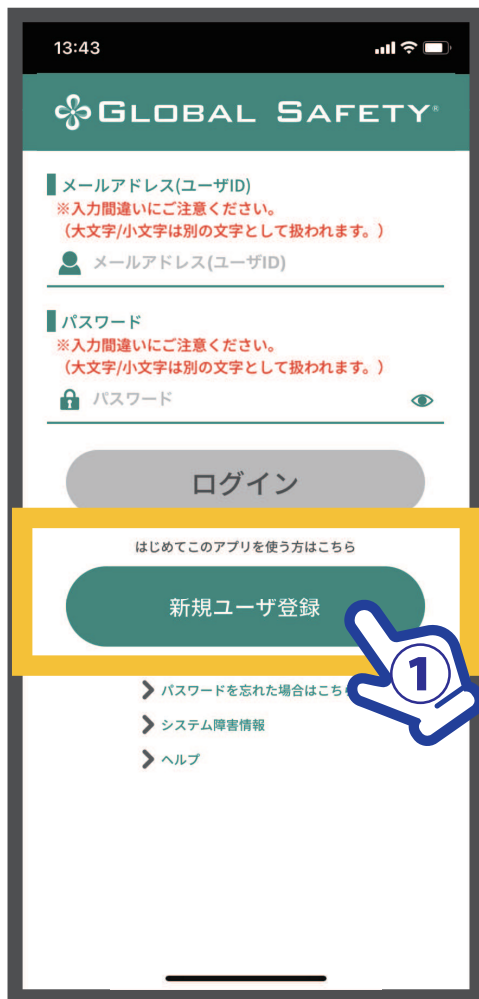 13:43
GLOBAL SAFETY®
メールアドレス(ユーザID)
※入力間違いにご注意ください。
（大文字/小文字は別の文字として扱われます。）
メールアドレス(ユーザID)
パスワード
※入力間違いにご注意ください。
（大文字/小文字は別の文字として扱われます。）
パスワード
ログイン
はじめてこのアプリを使う方はこちら
新規ユーザ登録
①
パスワードを忘れた場合はこち
システム障害情報
ヘルプ